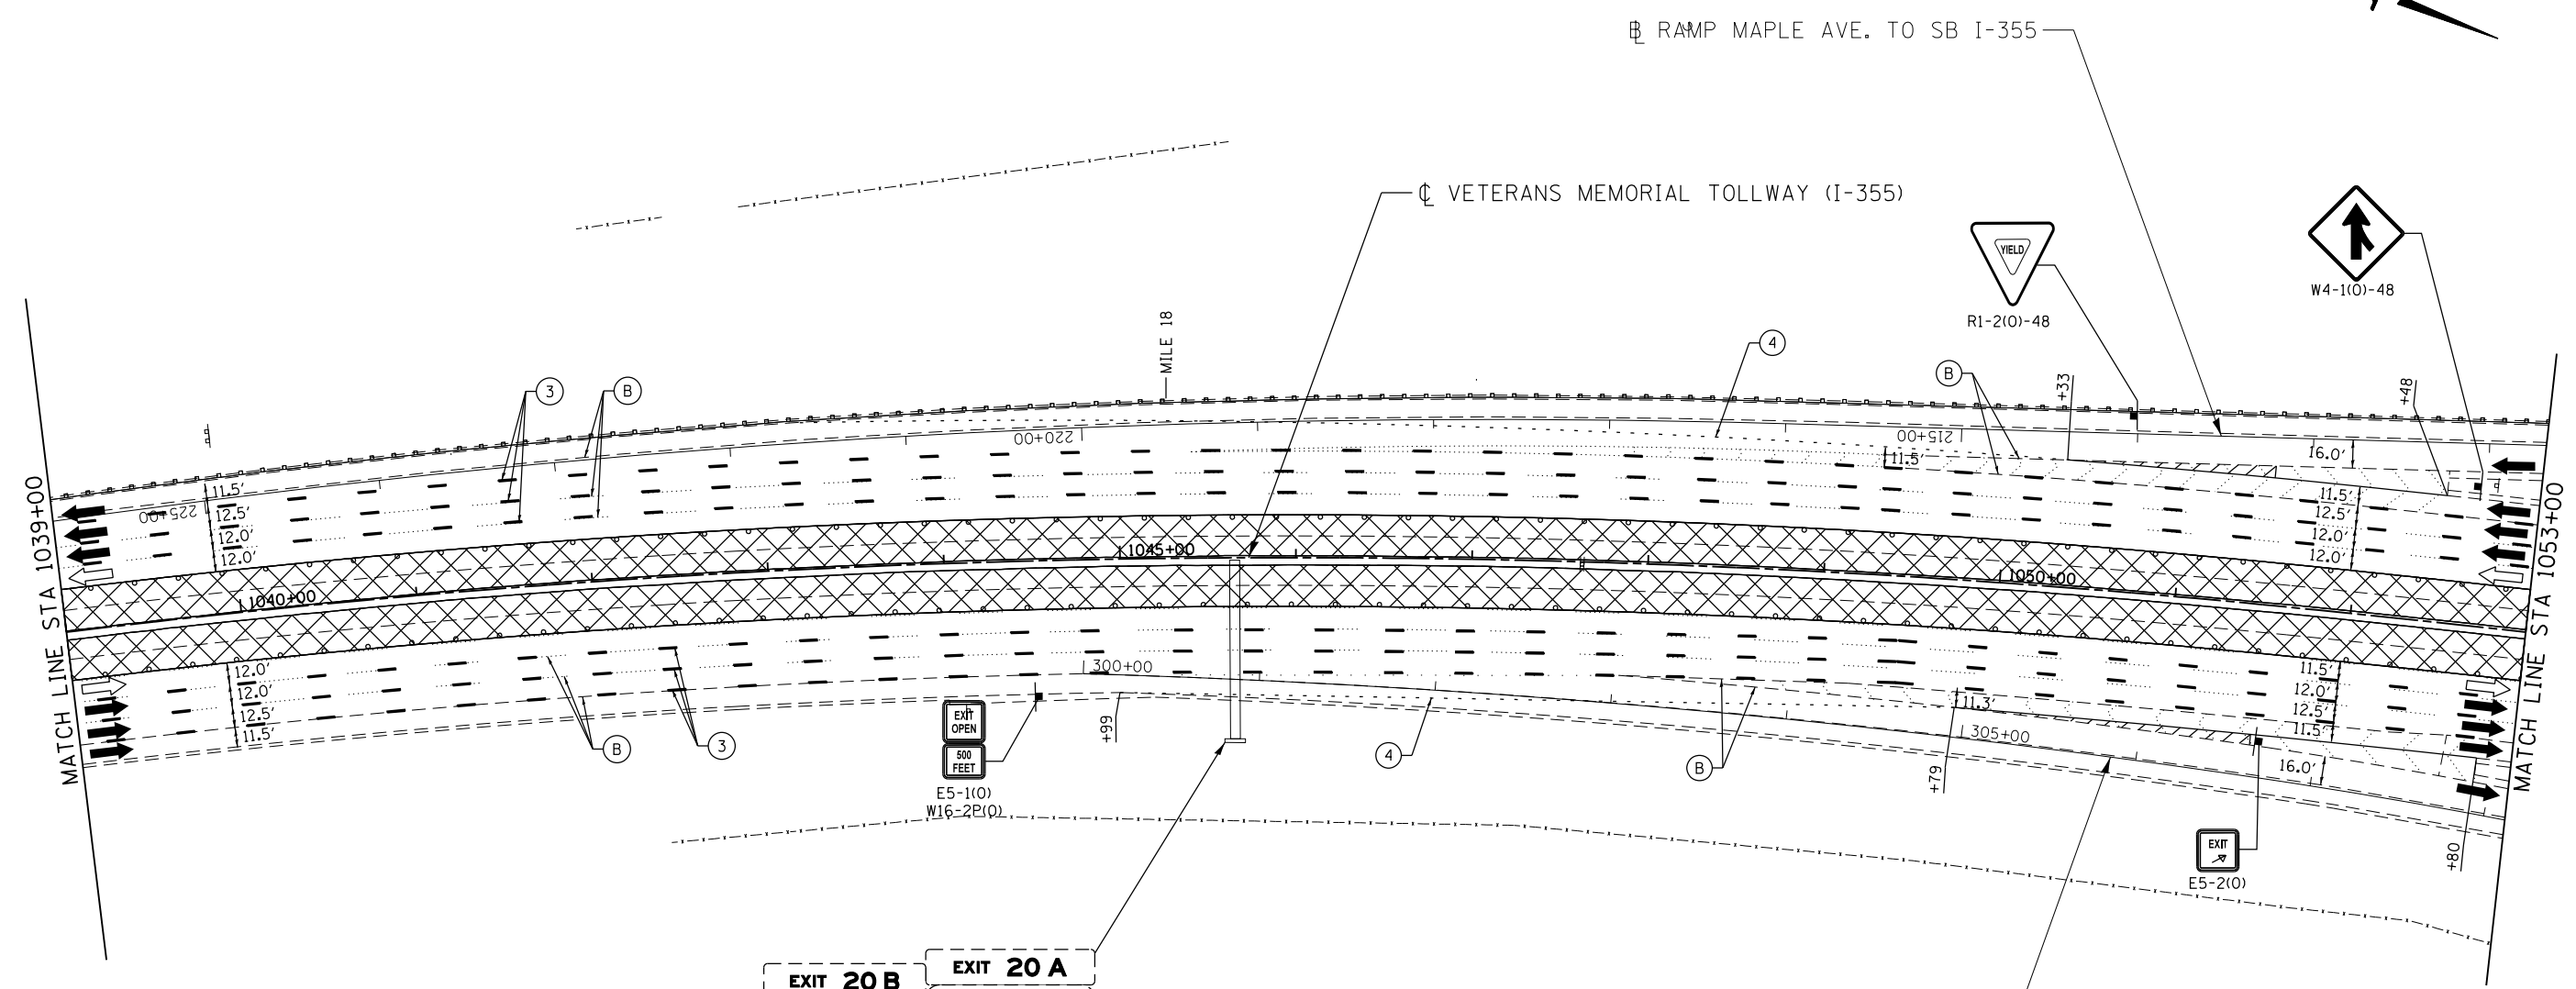 ℄ RAMP MAPLE AVE. TO SB I-355
℄ VETERANS MEMORIAL TOLLWAY (I-355)
YIELD
R1-2(O)-48
W4-1(O)-48
MILE 18
3
B
4
B
+33
+48
MATCH LINE STA 1039+00
MATCH LINE STA 1053+00
225+00
220+00
215+00
11.5'
12.5'
12.0'
12.0'
11.5'
16.0'
11.5'
12.5'
12.0'
12.0'
1040+00
1045+00
1050+00
12.0'
12.0'
12.5'
11.5'
300+00
305+00
11.3'
11.5'
12.0'
12.5'
11.5'
16.0'
B
3
EXIT
OPEN
500
FEET
E5-1(O)
W16-2P(O)
+99
4
B
+79
+80
EXIT
E5-2(O)
EXIT 20 B
EXIT 20 A